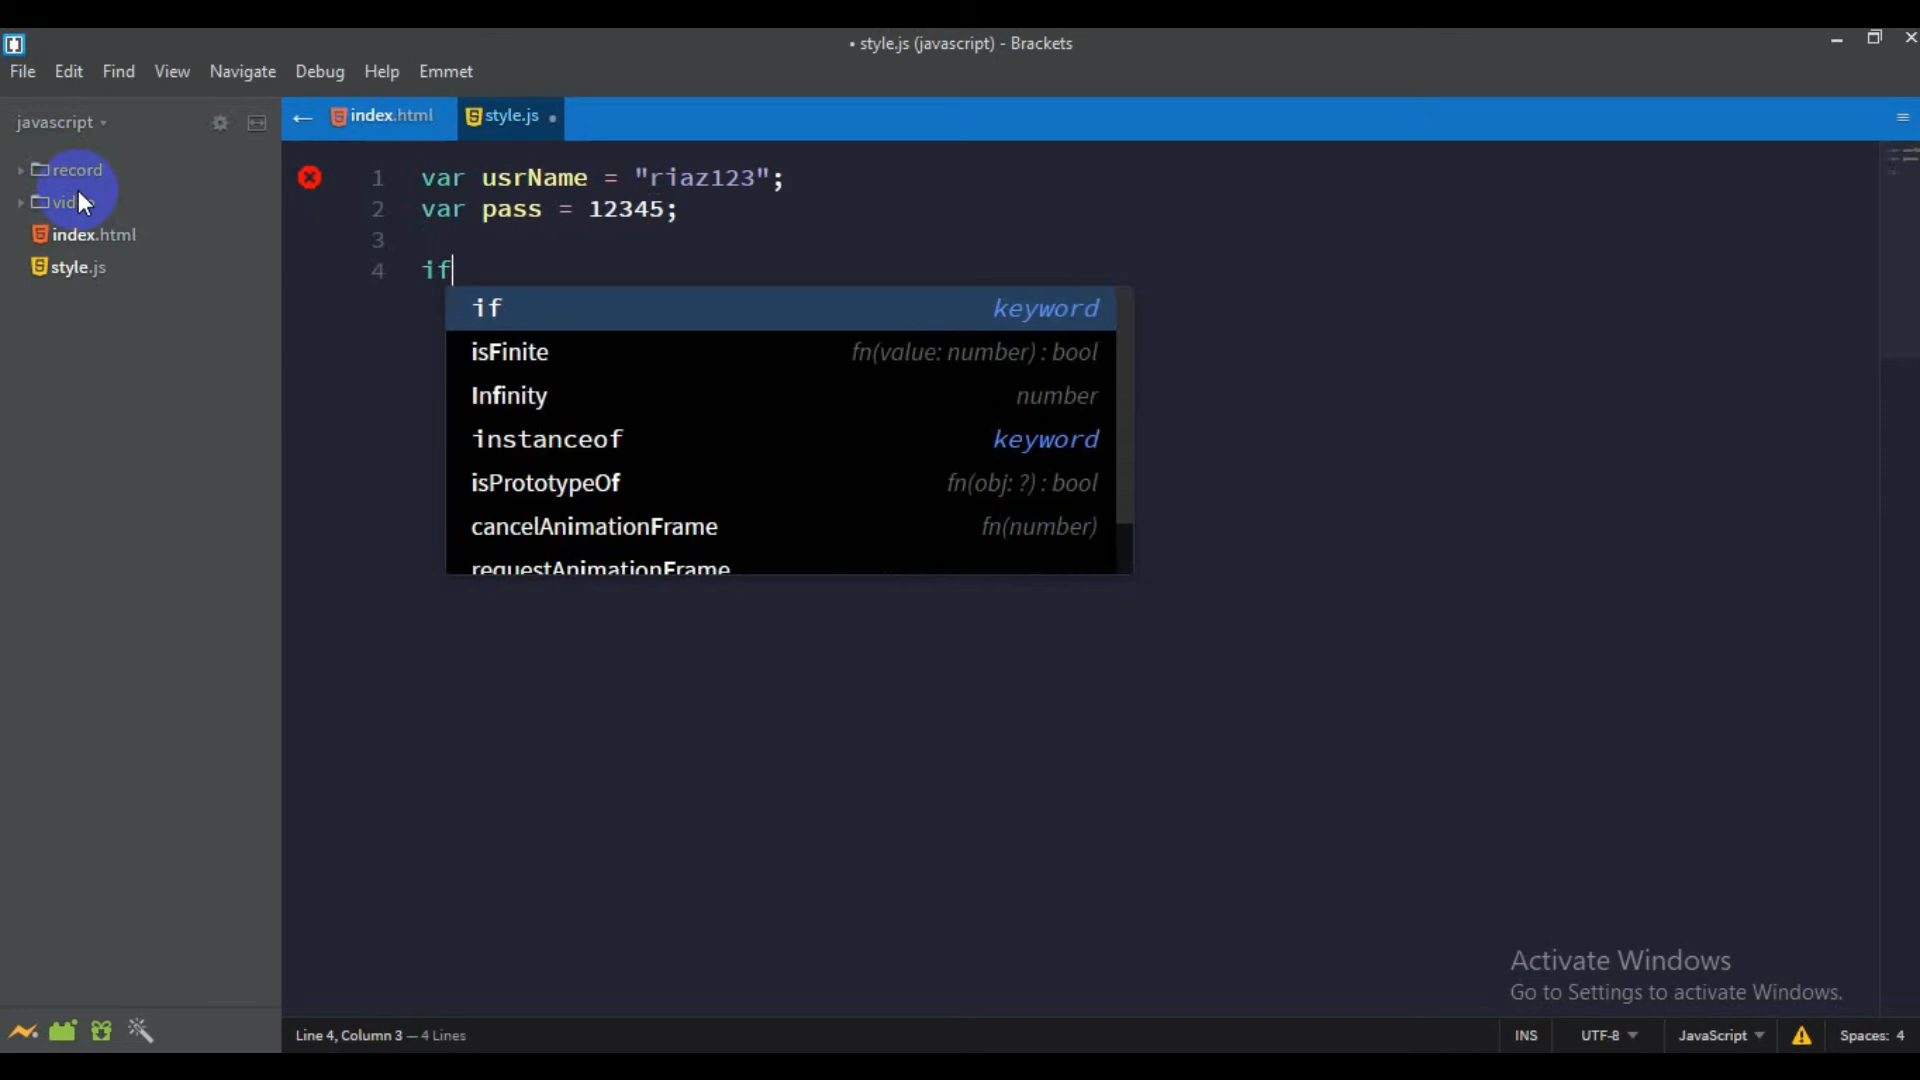 • style.js (javascript) - Brackets
File Edit Find View Navigate Debug Help Emmet
javascript
index.html style.js
record
index.html
style.js
1 var usrName = "riaz123";
2 var pass = 12345;
3
4 if
if keyword
isFinite fn(value: number) : bool
Infinity number
instanceof keyword
isPrototypeOf fn(obj: ?) : bool
cancelAnimationFrame fn(number)
requestAnimationFrame
Activate Windows
Go to Settings to activate Windows.
Line 4, Column 3 — 4 Lines
INS UTF-8 JavaScript Spaces: 4